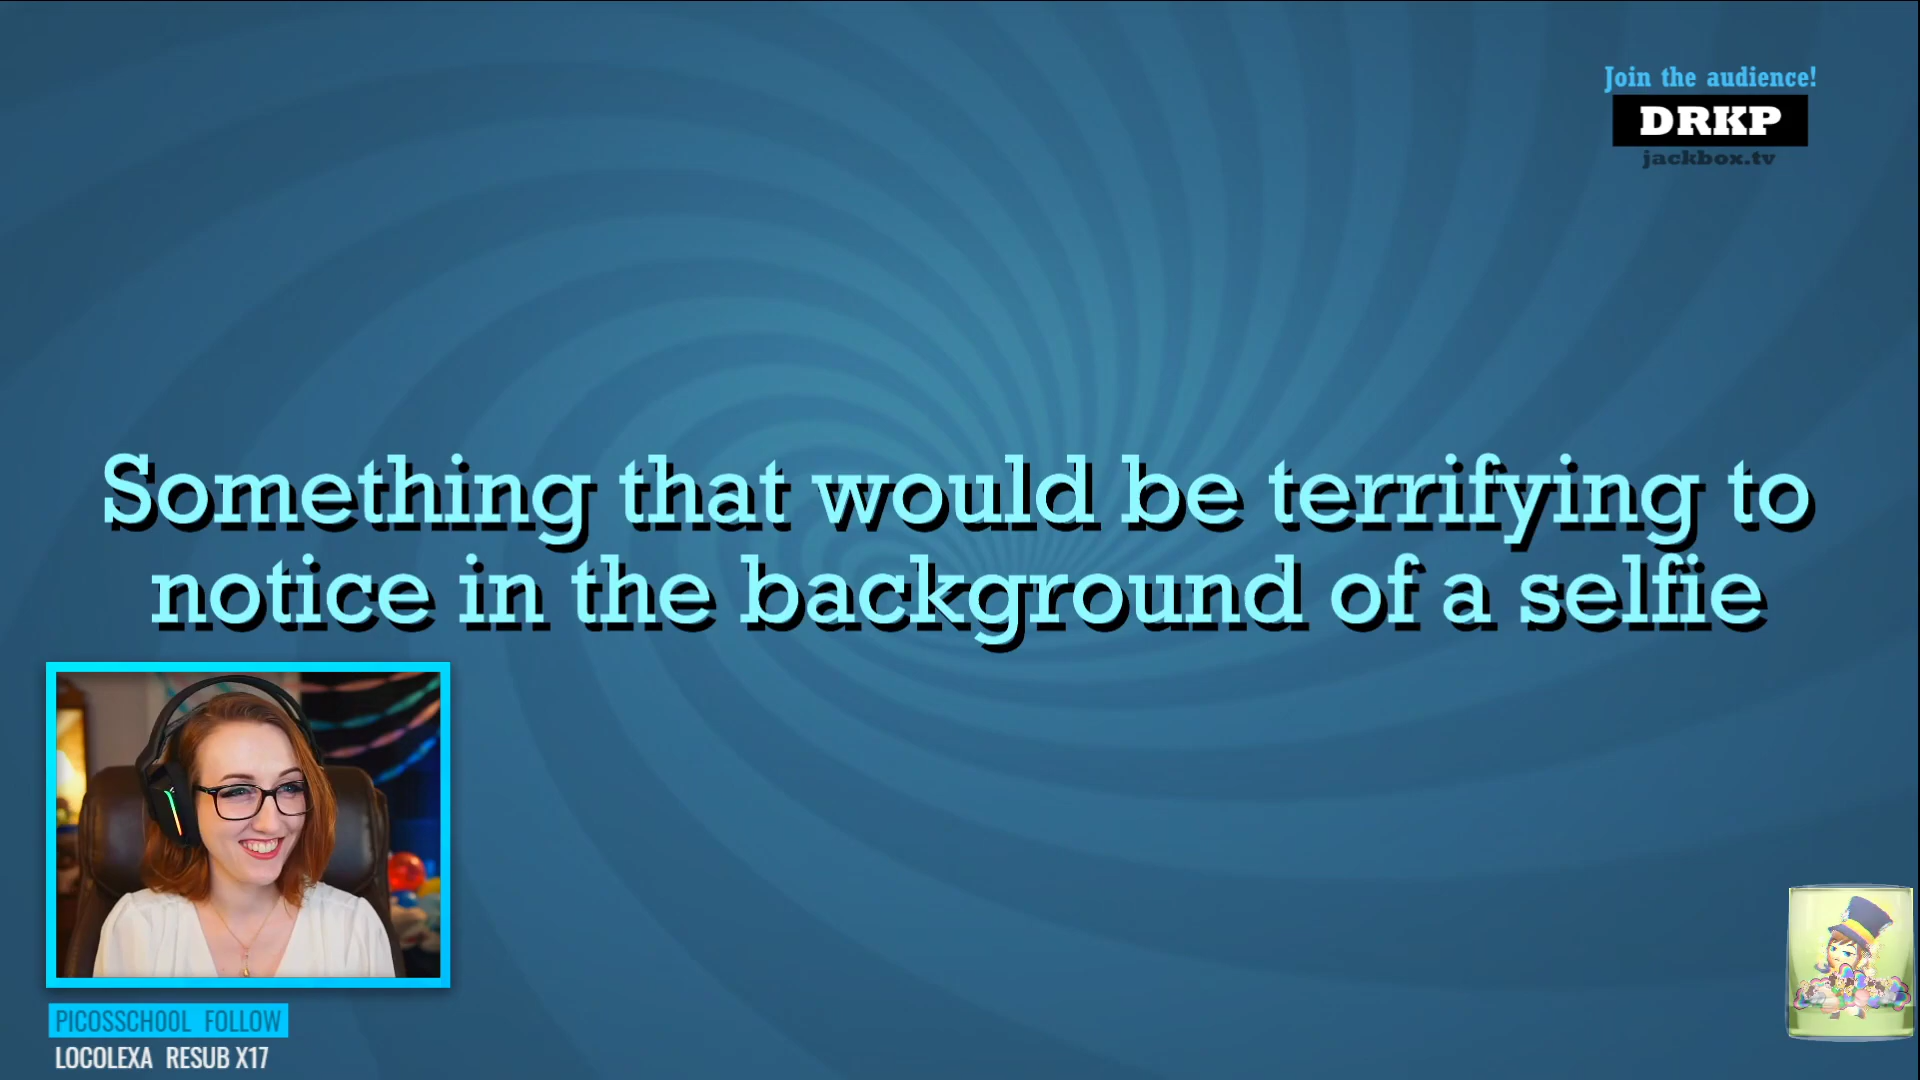 Join the audience!
DRKP
jackbox.tv
Something that would be terrifying to
notice in the background of a selfie
PICOSSCHOOL FOLLOW
LOCOLEXA RESUB X17